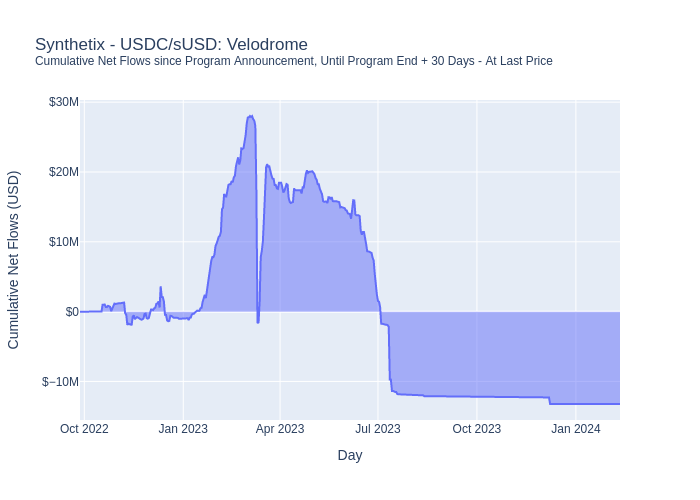 Synthetix - USDC/sUSD: Velodrome
Cumulative Net Flows since Program Announcement, Until Program End + 30 Days - At Last Price
Cumulative Net Flows (USD)
$30M
$20M
$10M
$0
$−10M
Oct 2022
Jan 2023
Apr 2023
Jul 2023
Oct 2023
Jan 2024
Day